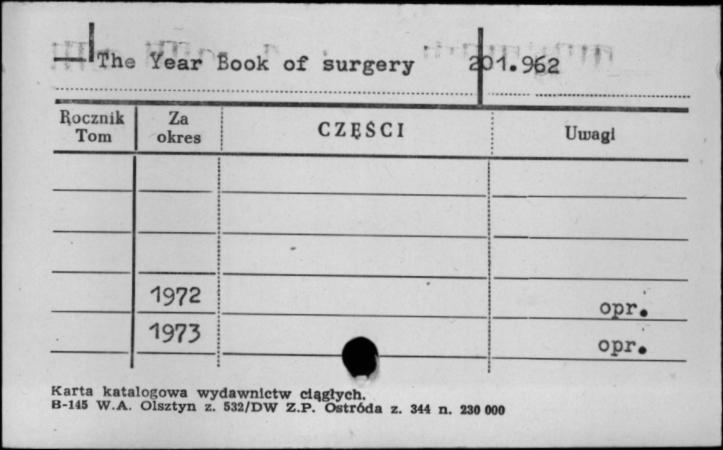 The Year Book of surgery 201.962
Rocznik Tom Za okres CZĘŚCI Uwagi
1972 opr.
1973 opr.
Karta katalogowa wydawnictw ciągłych.
B-145 W.A. Olsztyn z. 532/DW Z.P. Ostróda z. 344 n. 230 000